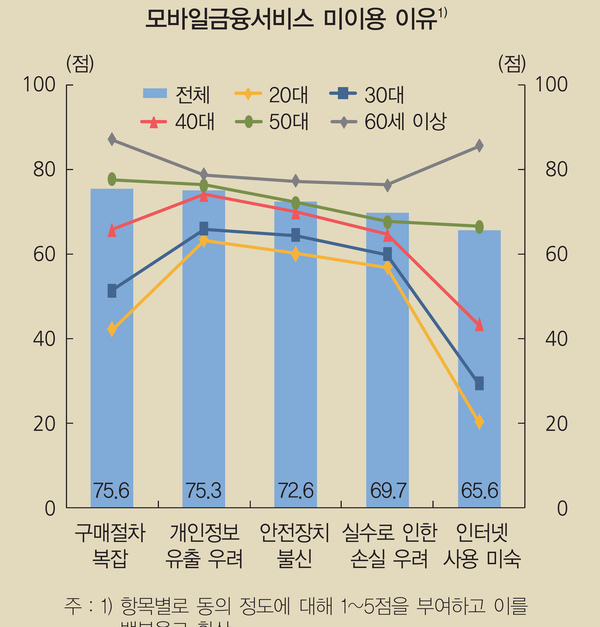 모바일금융서비스 미이용 이유1)
(점) (점)
전체 20대 30대
40대 50대 60세 이상
100 100
80 80
60 60
40 40
20 20
0 0
75.6 75.3 72.6 69.7 65.6
구매절차 개인정보 안전장치 실수로 인한 인터넷
복잡 유출 우려 불신 손실 우려 사용 미숙
주 : 1) 항목별로 동의 정도에 대해 1~5점을 부여하고 이를